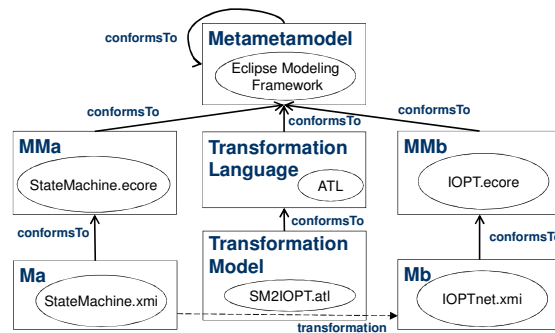 Metametamodel
conformsTo
Eclipse Modeling
Framework
conformsTo
conformsTo
conformsTo
MMa
StateMachine.ecore
Transformation
Language
ATL
MMb
IOPT.ecore
conformsTo
conformsTo
conformsTo
Ma
StateMachine.xmi
Transformation
Model
SM2IOPT.atl
Mb
IOPTnet.xmi
transformation